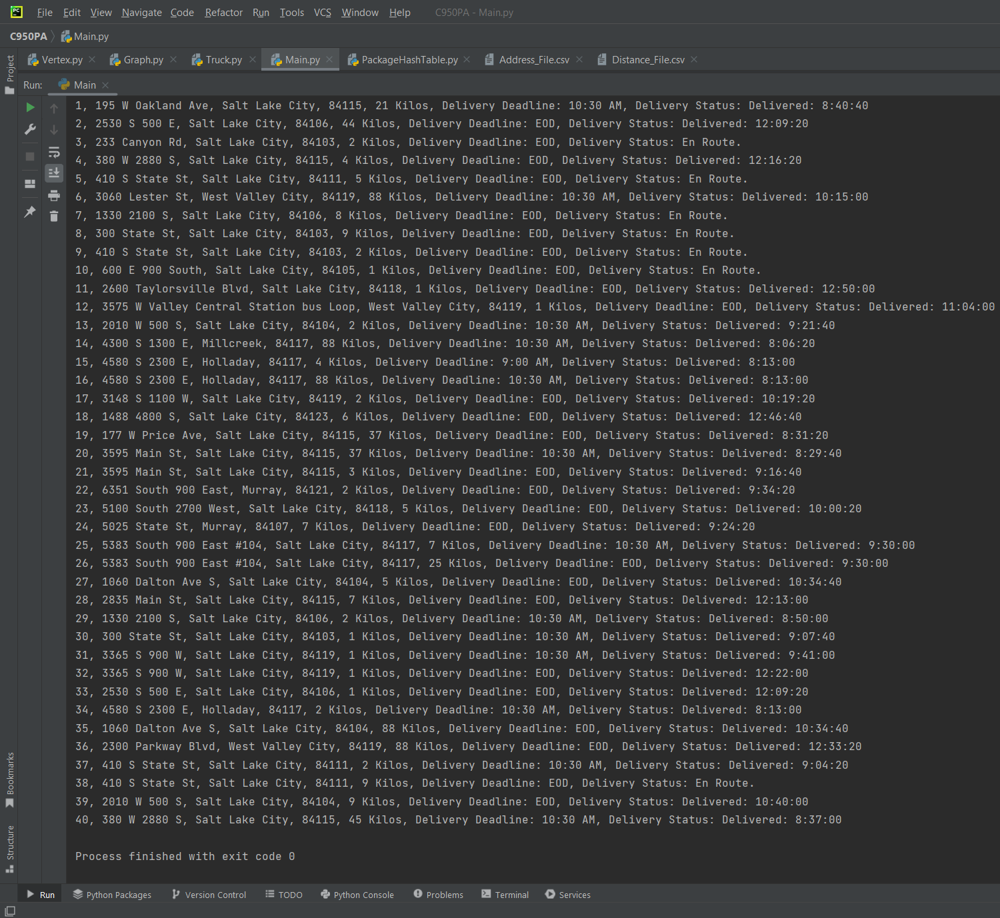 PC File Edit View Navigate Code Refactor Run Tools VCS Window Help C950PA - Main.py
C950PA Main.py
Project
Vertex.py Graph.py Truck.py Main.py PackageHashTable.py Address_File.csv Distance_File.csv
Run: Main
1, 195 W Oakland Ave, Salt Lake City, 84115, 21 Kilos, Delivery Deadline: 10:30 AM, Delivery Status: Delivered: 8:40:40
2, 2530 S 500 E, Salt Lake City, 84106, 44 Kilos, Delivery Deadline: EOD, Delivery Status: Delivered: 12:09:20
3, 233 Canyon Rd, Salt Lake City, 84103, 2 Kilos, Delivery Deadline: EOD, Delivery Status: En Route.
4, 380 W 2880 S, Salt Lake City, 84115, 4 Kilos, Delivery Deadline: EOD, Delivery Status: Delivered: 12:16:20
5, 410 S State St, Salt Lake City, 84111, 5 Kilos, Delivery Deadline: EOD, Delivery Status: En Route.
6, 3060 Lester St, West Valley City, 84119, 88 Kilos, Delivery Deadline: 10:30 AM, Delivery Status: Delivered: 10:15:00
7, 1330 2100 S, Salt Lake City, 84106, 8 Kilos, Delivery Deadline: EOD, Delivery Status: En Route.
8, 300 State St, Salt Lake City, 84103, 9 Kilos, Delivery Deadline: EOD, Delivery Status: En Route.
9, 410 S State St, Salt Lake City, 84103, 2 Kilos, Delivery Deadline: EOD, Delivery Status: En Route.
10, 600 E 900 South, Salt Lake City, 84105, 1 Kilos, Delivery Deadline: EOD, Delivery Status: En Route.
11, 2600 Taylorsville Blvd, Salt Lake City, 84118, 1 Kilos, Delivery Deadline: EOD, Delivery Status: Delivered: 12:50:00
12, 3575 W Valley Central Station bus Loop, West Valley City, 84119, 1 Kilos, Delivery Deadline: EOD, Delivery Status: Delivered: 11:04:00
13, 2010 W 500 S, Salt Lake City, 84104, 2 Kilos, Delivery Deadline: 10:30 AM, Delivery Status: Delivered: 9:21:40
14, 4300 S 1300 E, Millcreek, 84117, 88 Kilos, Delivery Deadline: 10:30 AM, Delivery Status: Delivered: 8:06:20
15, 4580 S 2300 E, Holladay, 84117, 4 Kilos, Delivery Deadline: 9:00 AM, Delivery Status: Delivered: 8:13:00
16, 4580 S 2300 E, Holladay, 84117, 88 Kilos, Delivery Deadline: 10:30 AM, Delivery Status: Delivered: 8:13:00
17, 3148 S 1100 W, Salt Lake City, 84119, 2 Kilos, Delivery Deadline: EOD, Delivery Status: Delivered: 10:19:20
18, 1488 4800 S, Salt Lake City, 84123, 6 Kilos, Delivery Deadline: EOD, Delivery Status: Delivered: 12:46:40
19, 177 W Price Ave, Salt Lake City, 84115, 37 Kilos, Delivery Deadline: EOD, Delivery Status: Delivered: 8:31:20
20, 3595 Main St, Salt Lake City, 84115, 37 Kilos, Delivery Deadline: 10:30 AM, Delivery Status: Delivered: 8:29:40
21, 3595 Main St, Salt Lake City, 84115, 3 Kilos, Delivery Deadline: EOD, Delivery Status: Delivered: 9:16:40
22, 6351 South 900 East, Murray, 84121, 2 Kilos, Delivery Deadline: EOD, Delivery Status: Delivered: 9:34:20
23, 5100 South 2700 West, Salt Lake City, 84118, 5 Kilos, Delivery Deadline: EOD, Delivery Status: Delivered: 10:00:20
24, 5025 State St, Murray, 84107, 7 Kilos, Delivery Deadline: EOD, Delivery Status: Delivered: 9:24:20
25, 5383 South 900 East #104, Salt Lake City, 84117, 7 Kilos, Delivery Deadline: 10:30 AM, Delivery Status: Delivered: 9:30:00
26, 5383 South 900 East #104, Salt Lake City, 84117, 25 Kilos, Delivery Deadline: EOD, Delivery Status: Delivered: 9:30:00
27, 1060 Dalton Ave S, Salt Lake City, 84104, 5 Kilos, Delivery Deadline: EOD, Delivery Status: Delivered: 10:34:40
28, 2835 Main St, Salt Lake City, 84115, 7 Kilos, Delivery Deadline: EOD, Delivery Status: Delivered: 12:13:00
29, 1330 2100 S, Salt Lake City, 84106, 2 Kilos, Delivery Deadline: 10:30 AM, Delivery Status: Delivered: 8:50:00
30, 300 State St, Salt Lake City, 84103, 1 Kilos, Delivery Deadline: 10:30 AM, Delivery Status: Delivered: 9:07:40
31, 3365 S 900 W, Salt Lake City, 84119, 1 Kilos, Delivery Deadline: 10:30 AM, Delivery Status: Delivered: 9:41:00
32, 3365 S 900 W, Salt Lake City, 84119, 1 Kilos, Delivery Deadline: EOD, Delivery Status: Delivered: 12:22:00
33, 2530 S 500 E, Salt Lake City, 84106, 1 Kilos, Delivery Deadline: EOD, Delivery Status: Delivered: 12:09:20
34, 4580 S 2300 E, Holladay, 84117, 2 Kilos, Delivery Deadline: 10:30 AM, Delivery Status: Delivered: 8:13:00
35, 1060 Dalton Ave S, Salt Lake City, 84104, 88 Kilos, Delivery Deadline: EOD, Delivery Status: Delivered: 10:34:40
36, 2300 Parkway Blvd, West Valley City, 84119, 88 Kilos, Delivery Deadline: EOD, Delivery Status: Delivered: 12:33:20
37, 410 S State St, Salt Lake City, 84111, 2 Kilos, Delivery Deadline: 10:30 AM, Delivery Status: Delivered: 9:04:20
38, 410 S State St, Salt Lake City, 84111, 9 Kilos, Delivery Deadline: EOD, Delivery Status: En Route.
39, 2010 W 500 S, Salt Lake City, 84104, 9 Kilos, Delivery Deadline: EOD, Delivery Status: Delivered: 10:40:00
40, 380 W 2880 S, Salt Lake City, 84115, 45 Kilos, Delivery Deadline: 10:30 AM, Delivery Status: Delivered: 8:37:00
Process finished with exit code 0
Bookmarks
Structure
Run Python Packages Version Control TODO Python Console Problems Terminal Services